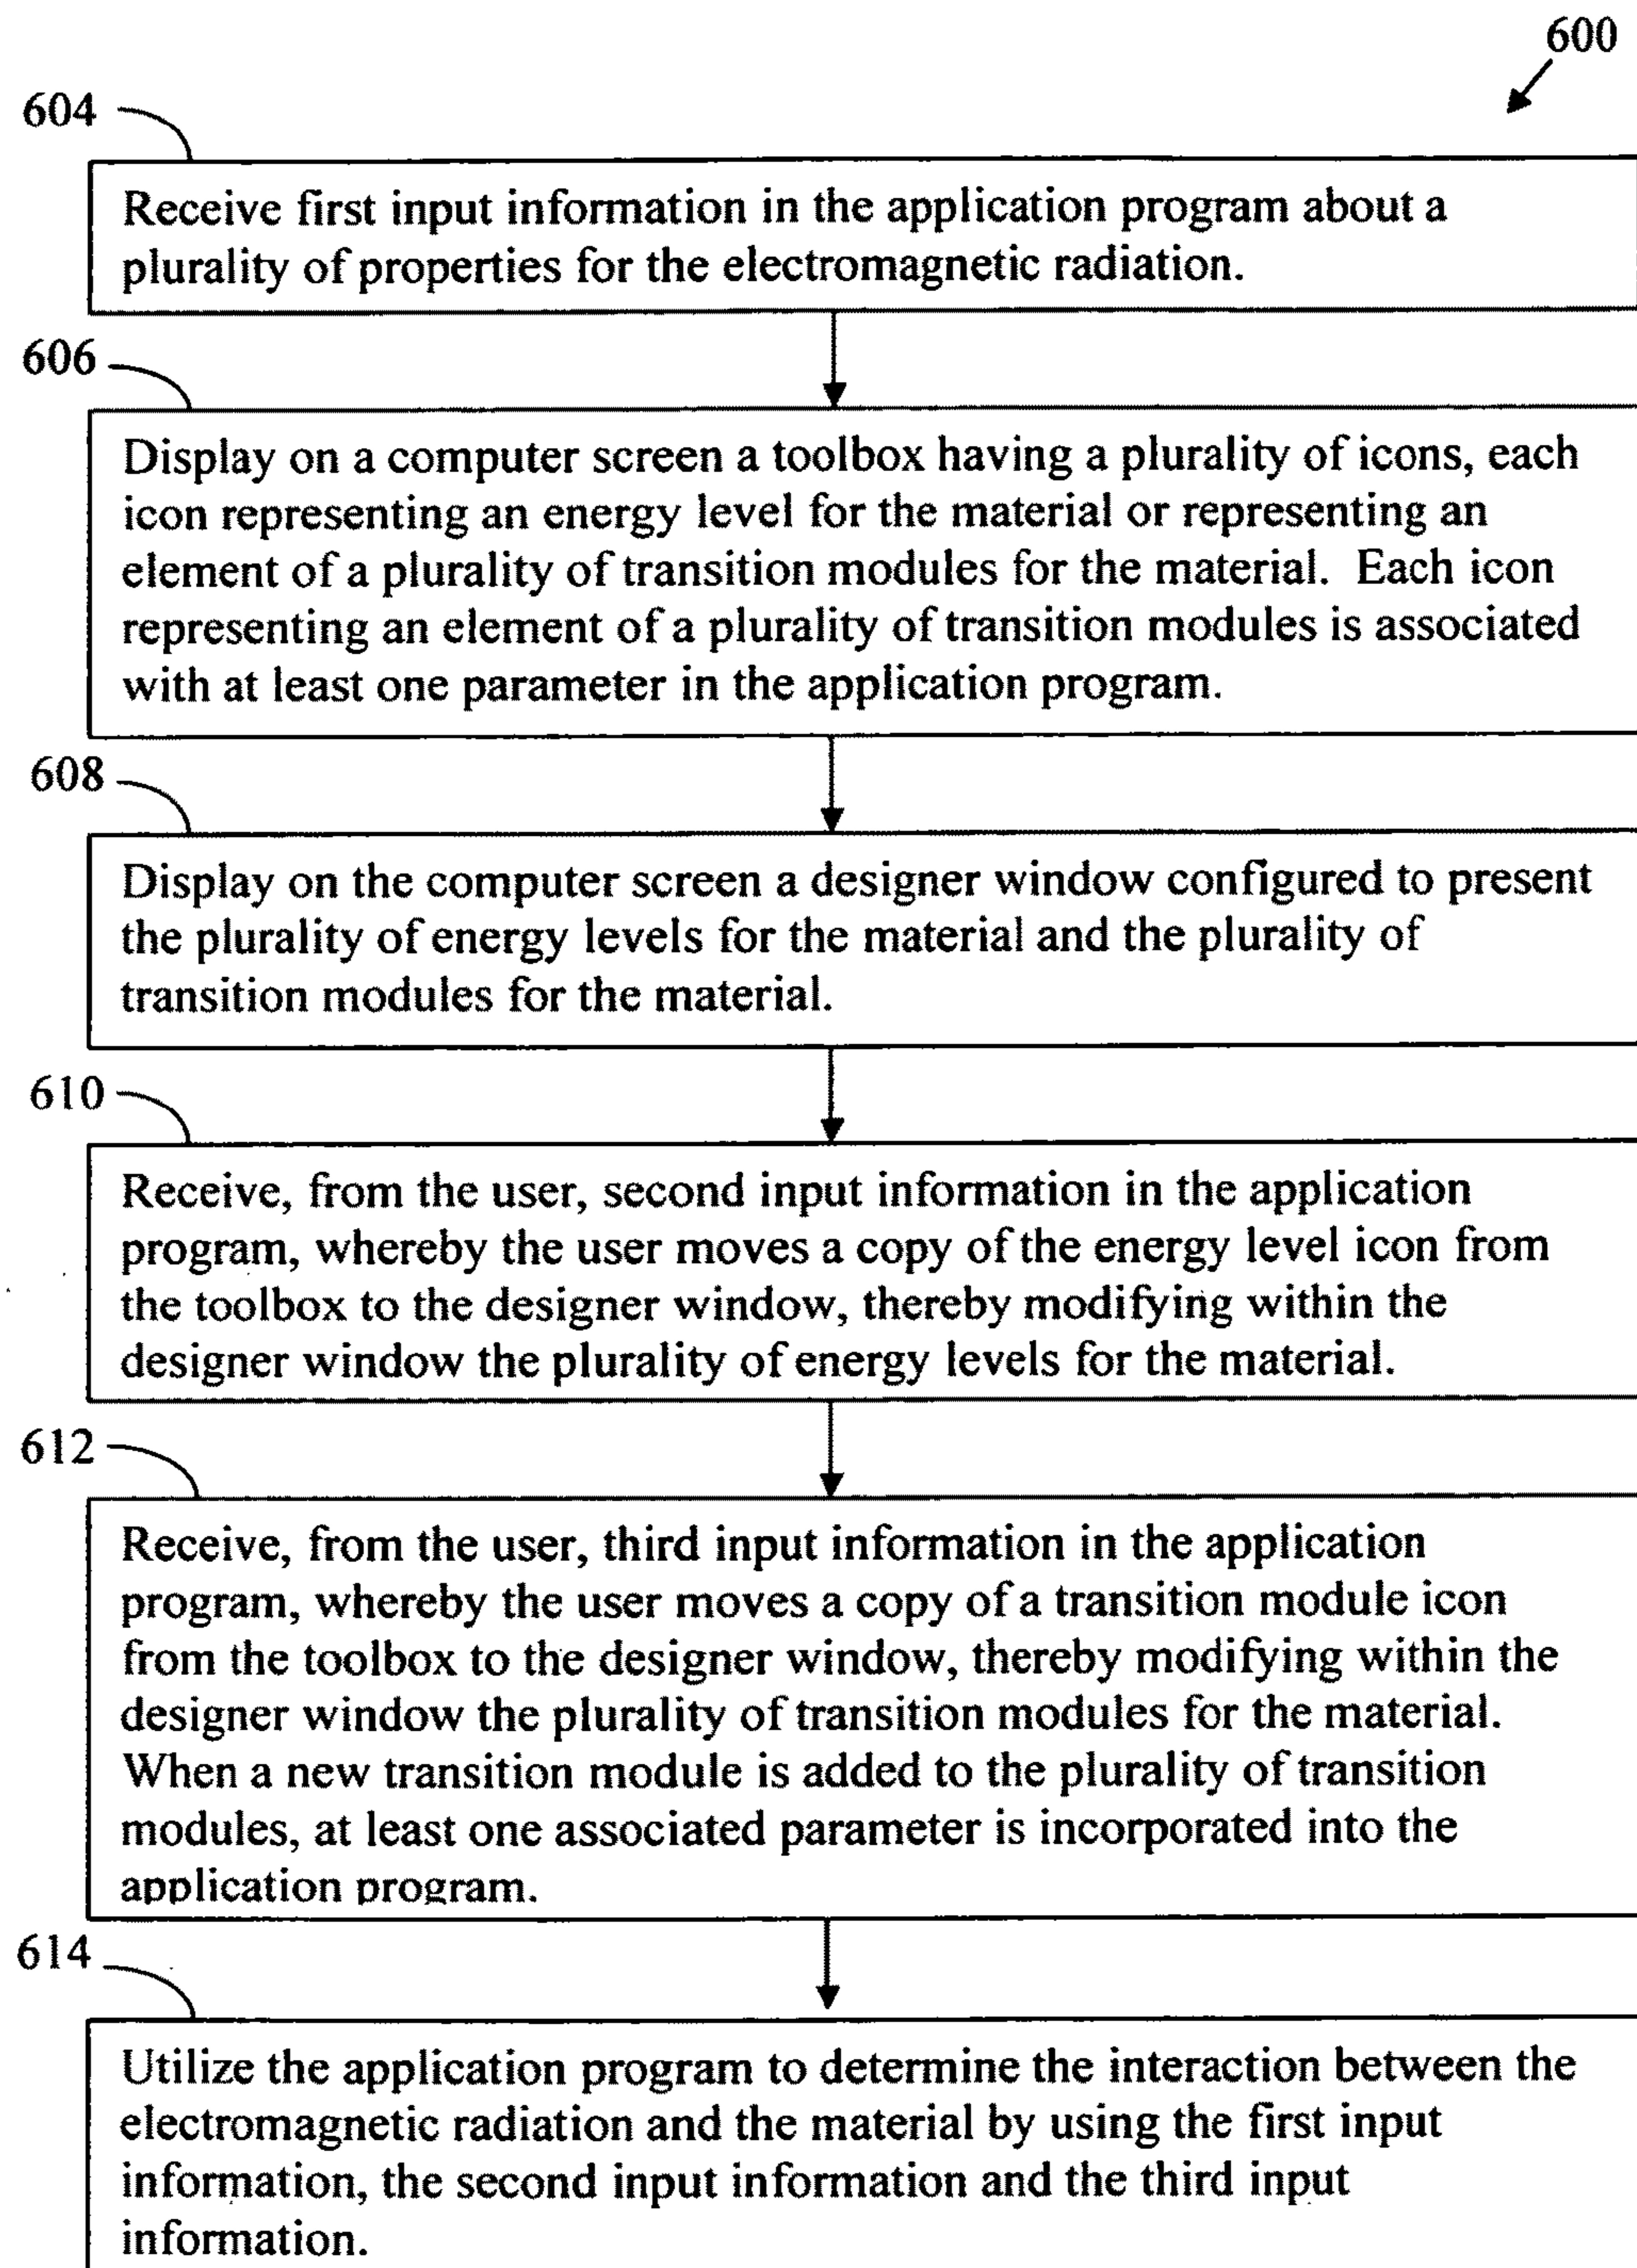 600
604
Receive first input information in the application program about a
plurality of properties for the electromagnetic radiation.
606
Display on a computer screen a toolbox having a plurality of icons, each
icon representing an energy level for the material or representing an
element of a plurality of transition modules for the material. Each icon
representing an element of a plurality of transition modules is associated
with at least one parameter in the application program.
608
Display on the computer screen a designer window configured to present
the plurality of energy levels for the material and the plurality of
transition modules for the material.
610
Receive, from the user, second input information in the application
program, whereby the user moves a copy of the energy level icon from
the toolbox to the designer window, thereby modifying within the
designer window the plurality of energy levels for the material.
612
Receive, from the user, third input information in the application
program, whereby the user moves a copy of a transition module icon
from the toolbox to the designer window, thereby modifying within the
designer window the plurality of transition modules for the material.
When a new transition module is added to the plurality of transition
modules, at least one associated parameter is incorporated into the
application program.
614
Utilize the application program to determine the interaction between the
electromagnetic radiation and the material by using the first input
information, the second input information and the third input
information.